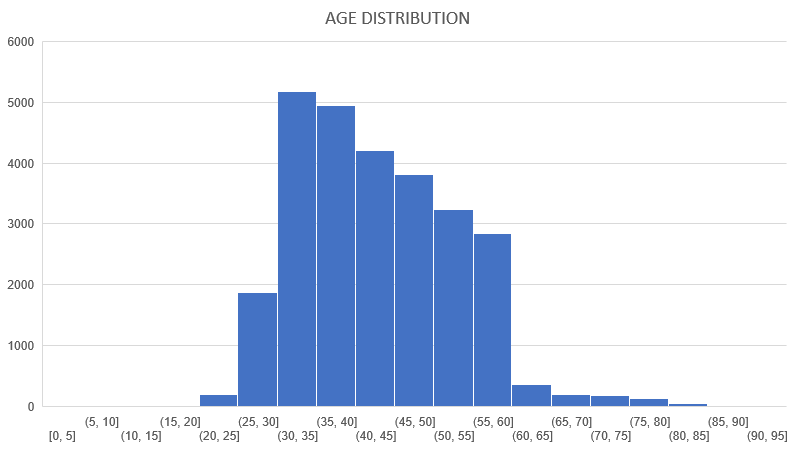 AGE DISTRIBUTION
6000
5000
4000
3000
2000
1000
0
(5, 10] (15, 20] (25, 30] (35, 40] (45, 50] (55, 60] (65, 70] (75, 80] (85, 90]
[0, 5] (10, 15] (20, 25] (30, 35] (40, 45] (50, 55] (60, 65] (70, 75] (80, 85] (90, 95]